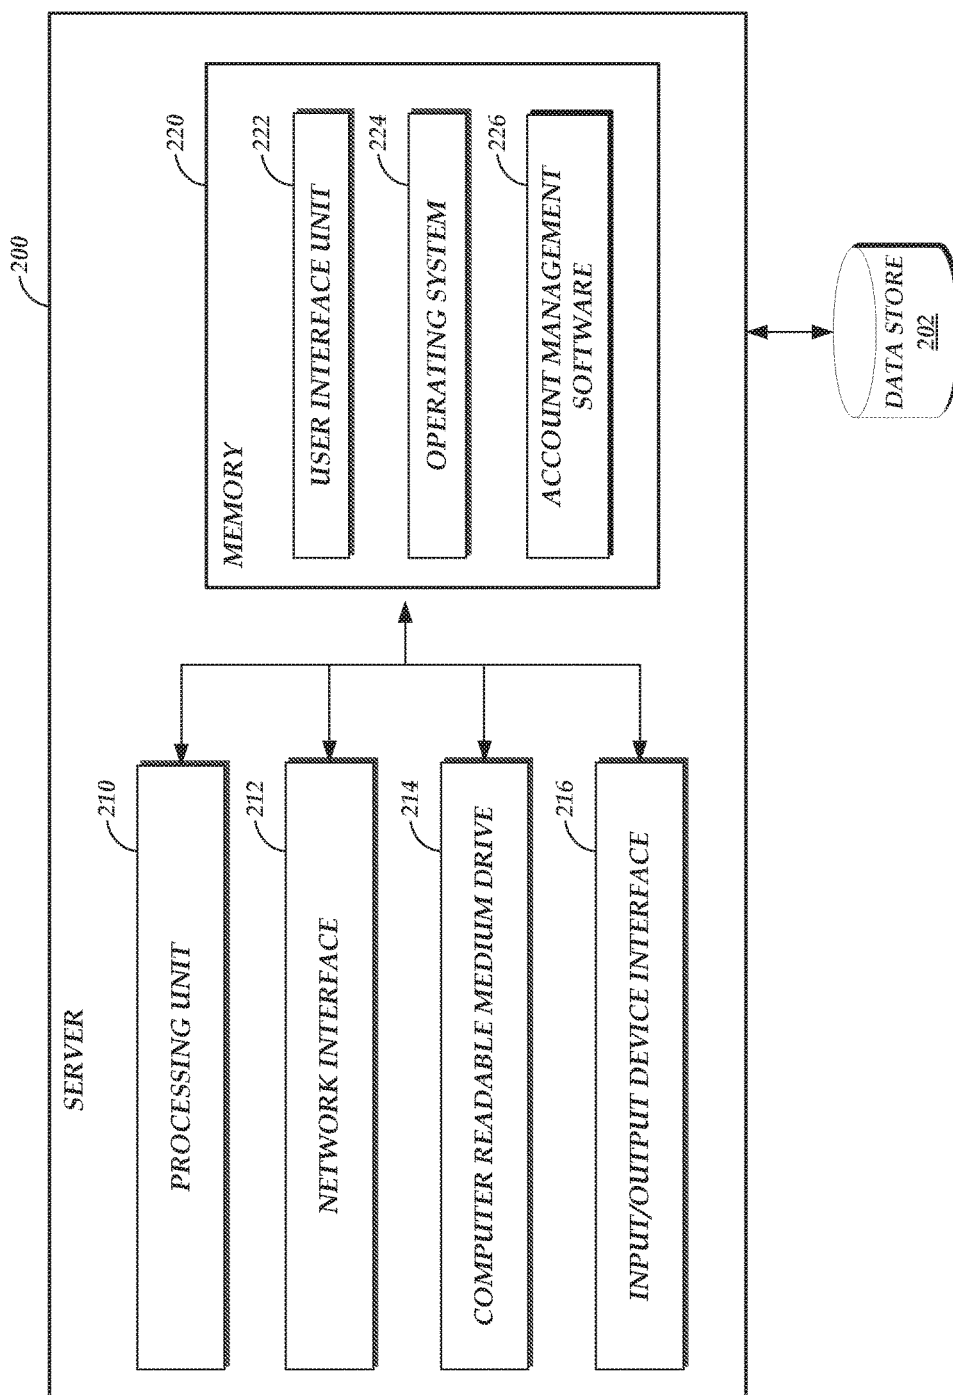 200
SERVER
210
PROCESSING UNIT
212
NETWORK INTERFACE
214
COMPUTER READABLE MEDIUM DRIVE
216
INPUT/OUTPUT DEVICE INTERFACE
220
MEMORY
222
USER INTERFACE UNIT
224
OPERATING SYSTEM
226
ACCOUNT MANAGEMENT
SOFTWARE
DATA STORE
202